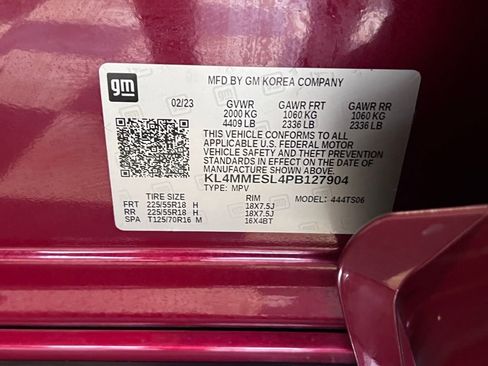 gm
MFD BY GM KOREA COMPANY
02/23 GVWR GAWR FRT GAWR RR
2000 KG 1060 KG 1060 KG
4409 LB 2336 LB 2336 LB
THIS VEHICLE CONFORMS TO ALL
APPLICABLE U.S. FEDERAL MOTOR
VEHICLE SAFETY AND THEFT PREVENTION
STANDARDS IN EFFECT ON THE DATE OF
MANUFACTURE SHOWN ABOVE.
KL4MMESL4PB127904
TYPE: MPV MODEL: 444TS06
TIRE SIZE RIM
FRT 225/55R18 H 18X7.5J
RR 225/55R18 H 18X7.5J
SPA T125/70R16 M 16X4BT